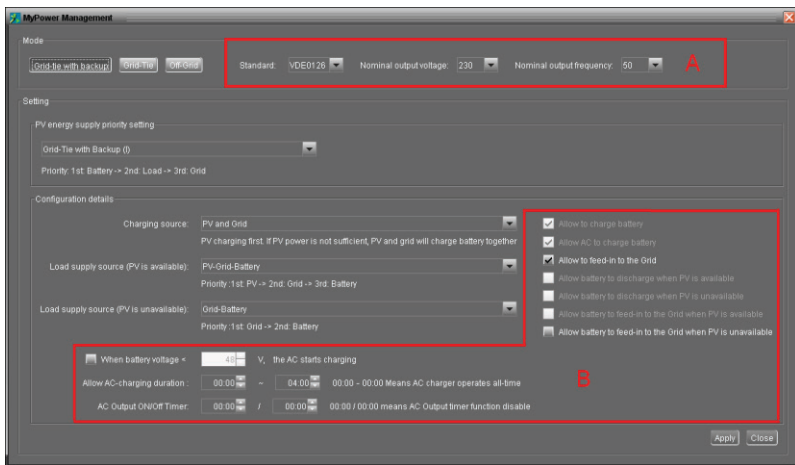 MyPower Management
Mode
Grid-tie with backup Grid-Tie Off-Grid Standard: VDE0126 Nominal output voltage: 230 Nominal output frequency: 50 A
Setting
PV energy supply priority setting
Grid-Tie with Backup (I)
Priority: 1st: Battery -> 2nd: Load -> 3rd: Grid
Configuration details
Charging source: PV and Grid
PV charging first. If PV power is not sufficient, PV and grid will charge battery together
Load supply source (PV is available): PV-Grid-Battery
Priority :1st: PV -> 2nd: Grid -> 3rd: Battery
Load supply source (PV is unavailable): Grid-Battery
Priority :1st: Grid -> 2nd: Battery
Allow to charge battery
Allow AC to charge battery
Allow to feed-in to the Grid
Allow battery to discharge when PV is available
Allow battery to discharge when PV is unavailable
Allow battery to feed-in to the Grid when PV is available
Allow battery to feed-in to the Grid when PV is unavailable
When battery voltage < 48 V, the AC starts charging
Allow AC-charging duration : 00:00 ~ 04:00 00:00 - 00:00 Means AC charger operates all-time
AC Output ON/Off Timer: 00:00 / 00:00 00:00 / 00:00 means AC Output timer function disable
B
Apply Close